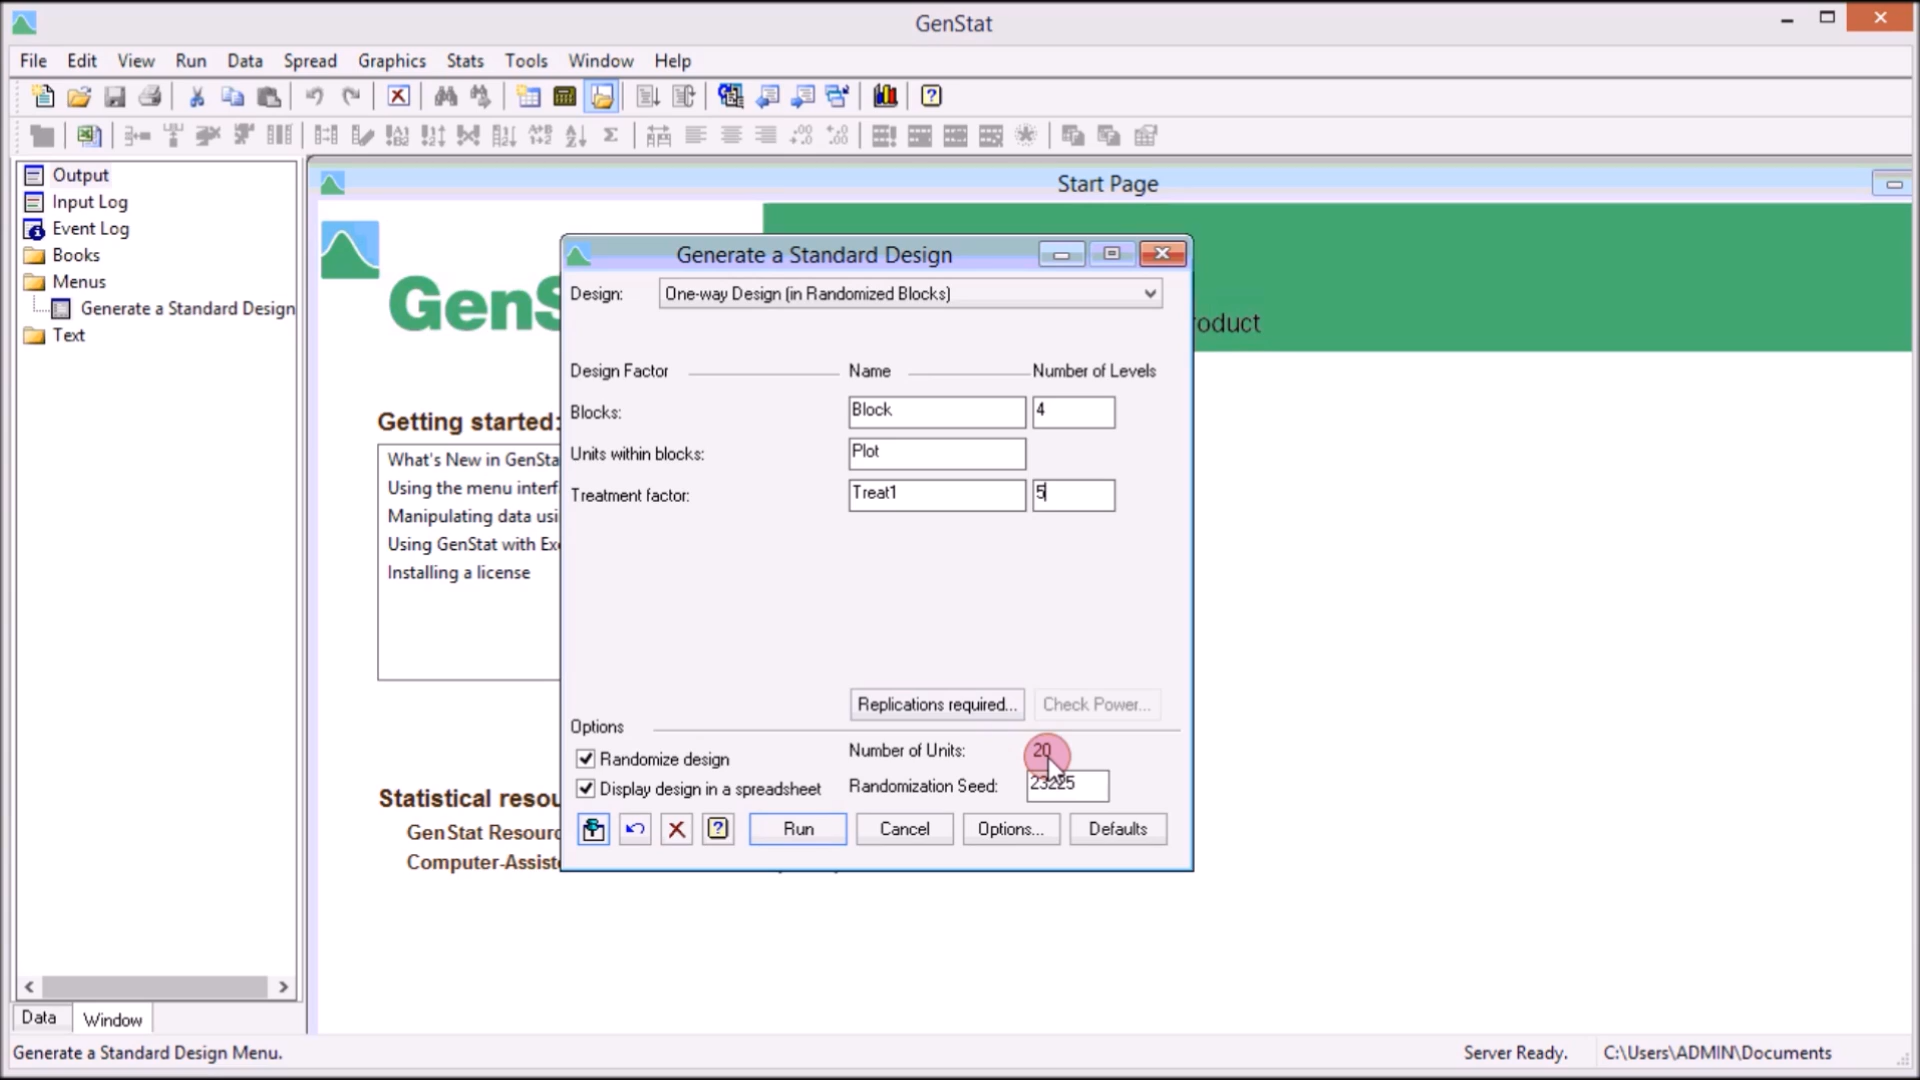 GenStat
File Edit View Run Data Spread Graphics Stats Tools Window Help
Output
Input Log
Event Log
Books
Menus
Generate a Standard Design
Text
Data
Window
Start Page
GenS
roduct
Getting started:
What's New in GenSta
Using the menu interf
Manipulating data usi
Using GenStat with Ex
Installing a license
Statistical resou
GenStat Resourc
Computer-Assist
Generate a Standard Design
Design: One-way Design (in Randomized Blocks)
Design Factor Name Number of Levels
Blocks: Block 4
Units within blocks: Plot
Treatment factor: Treat1 5
Replications required... Check Power...
Options
Randomize design
Display design in a spreadsheet
Number of Units: 20
Randomization Seed: 23225
Run Cancel Options... Defaults
Generate a Standard Design Menu.
Server Ready. C:\Users\ADMIN\Documents